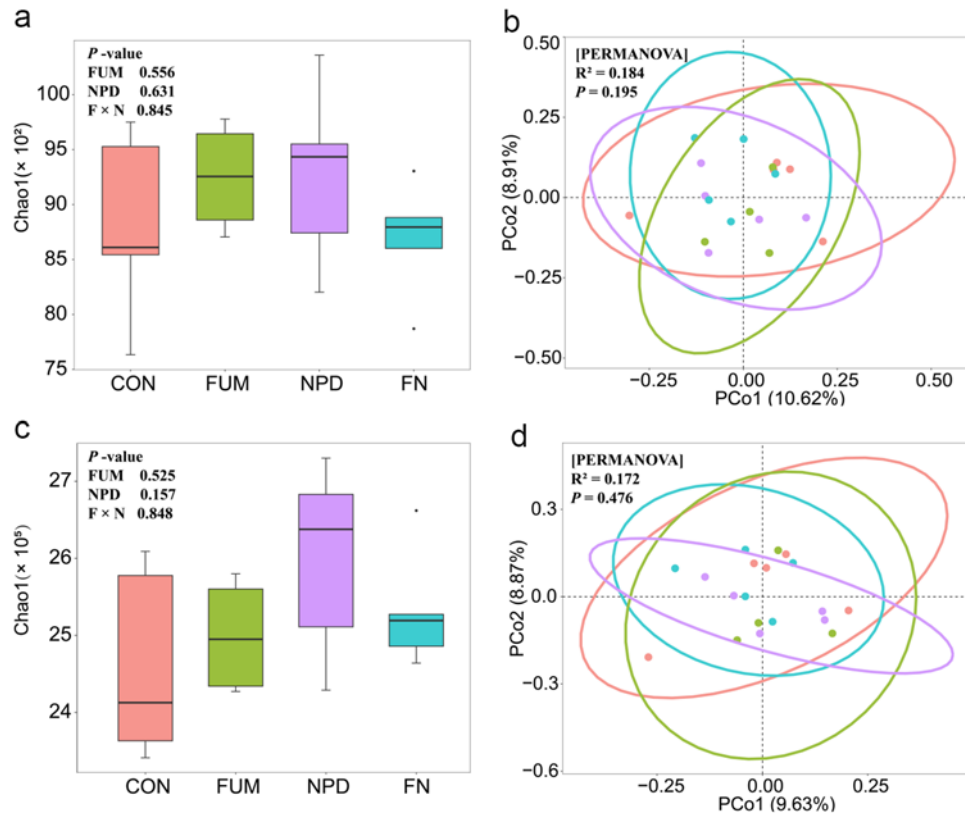 a
P -value
FUM 0.556
NPD 0.631
F × N 0.845
Chao1(× 10²)
100
95
90
85
80
75
CON FUM NPD FN
b
[PERMANOVA]
R² = 0.184
P = 0.195
PCo2 (8.91%)
0.50
0.25
0.00
−0.25
−0.50
−0.25 0.00 0.25 0.50
PCo1 (10.62%)
c
P -value
FUM 0.525
NPD 0.157
F × N 0.848
Chao1(× 10⁵)
27
26
25
24
CON FUM NPD FN
d
[PERMANOVA]
R² = 0.172
P = 0.476
PCo2 (8.87%)
0.3
0.0
−0.3
−0.6
−0.25 0.00 0.25
PCo1 (9.63%)